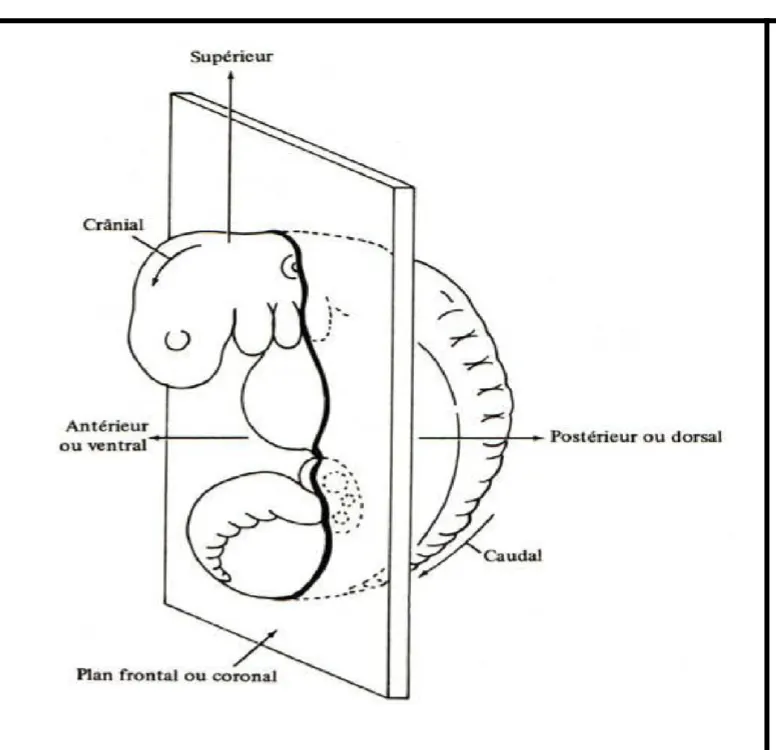 Supérieur
Crânial
Antérieur
ou ventral
Postérieur ou dorsal
Caudal
Plan frontal ou coronal